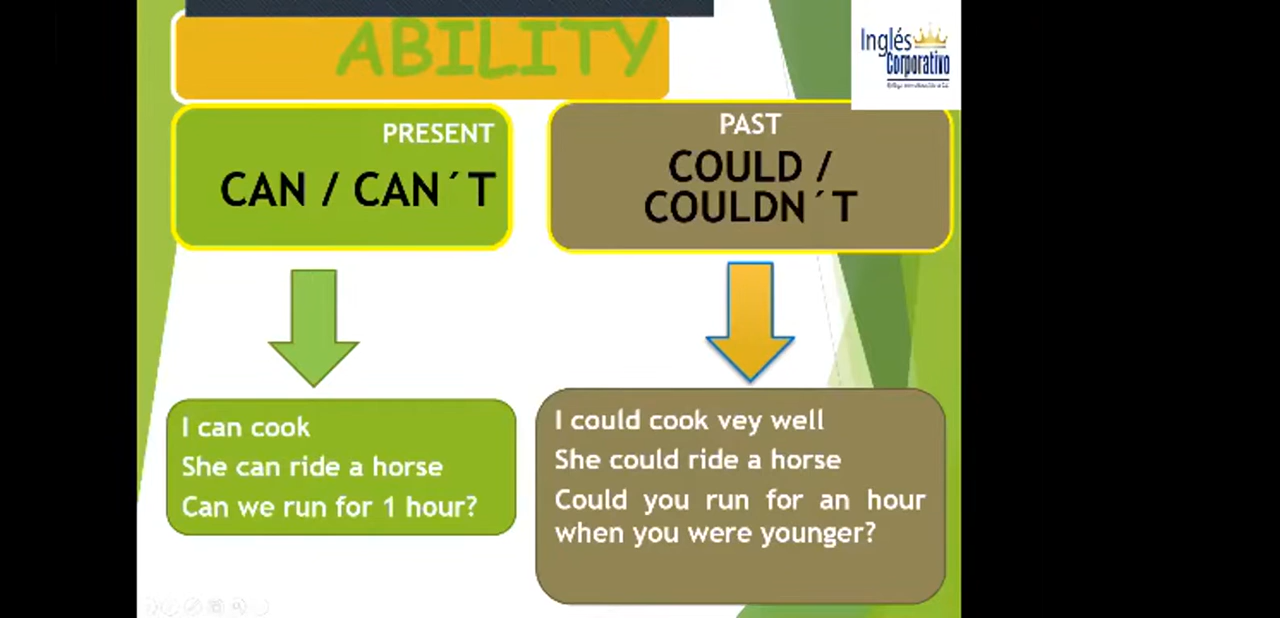 ABILITY
Inglés
Corporativo
PRESENT
CAN / CAN´T
PAST
COULD /
COULDN´T
I can cook
She can ride a horse
Can we run for 1 hour?
I could cook vey well
She could ride a horse
Could you run for an hour
when you were younger?